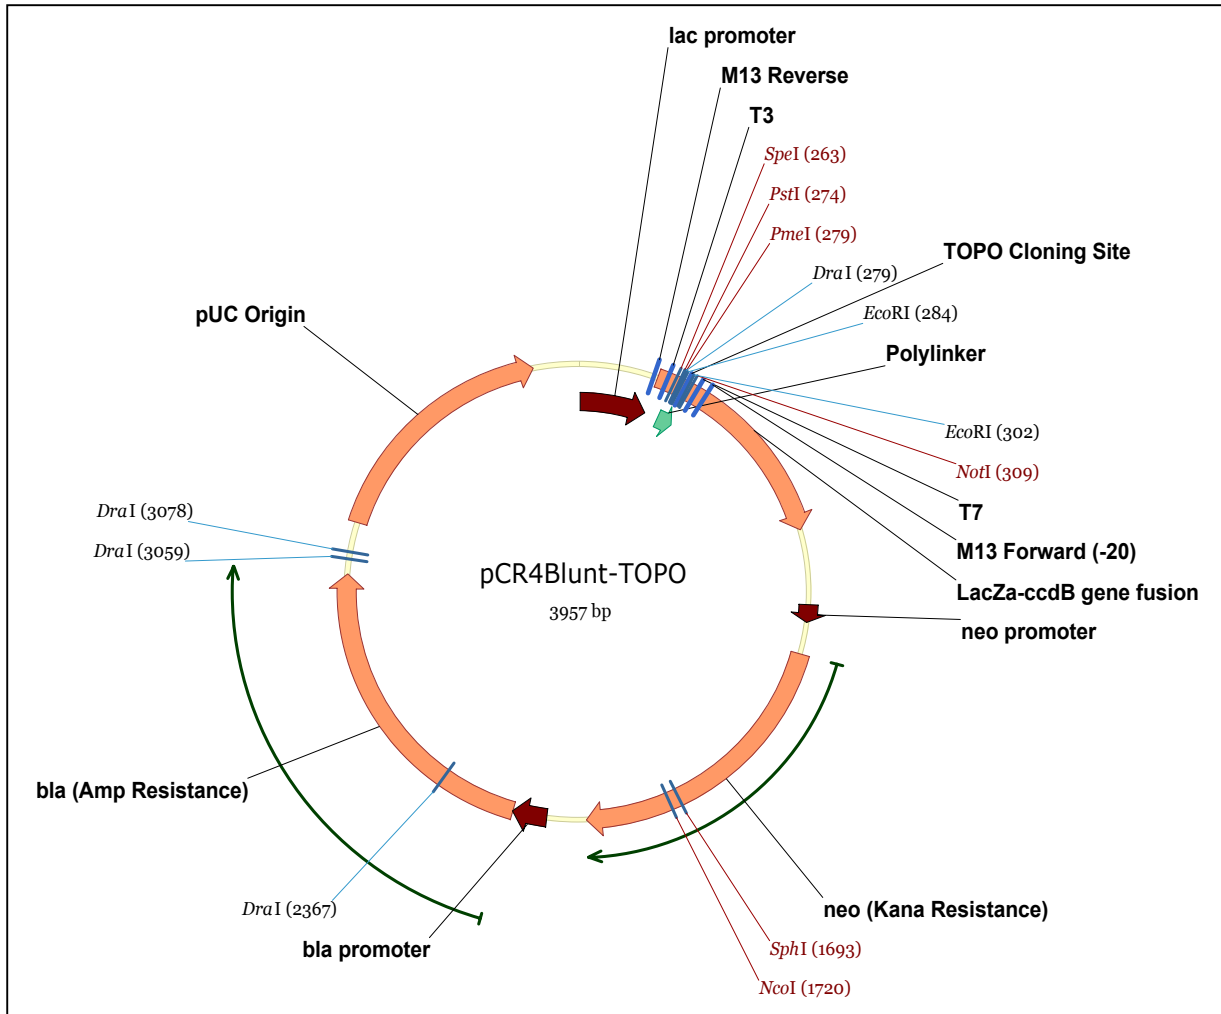 lac promoter
M13 Reverse
T3
SpeI (263)
PstI (274)
PmeI (279)
TOPO Cloning Site
DraI (279)
EcoRI (284)
pUC Origin
Polylinker
EcoRI (302)
NotI (309)
DraI (3078)
T7
DraI (3059)
M13 Forward (-20)
pCR4Blunt-TOPO
LacZa-ccdB gene fusion
3957 bp
neo promoter
bla (Amp Resistance)
DraI (2367)
neo (Kana Resistance)
bla promoter
SphI (1693)
NcoI (1720)